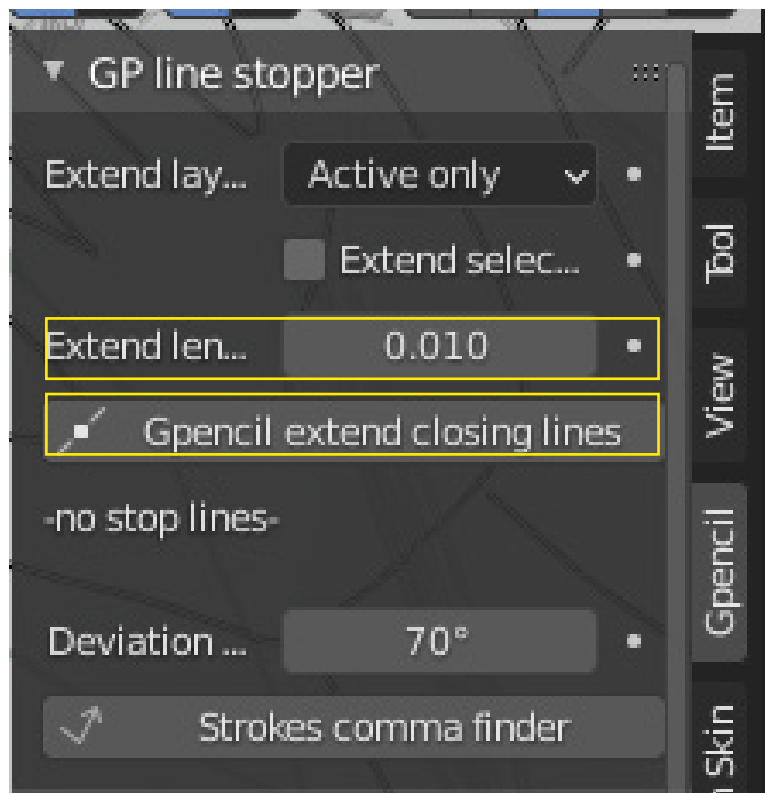 GP line stopper
Extend lay... Active only
Extend selec...
Extend len... 0.010
Gpencil extend closing lines
-no stop lines-
Deviation ... 70°
Strokes comma finder
Item
Tool
View
Gpencil
Skin